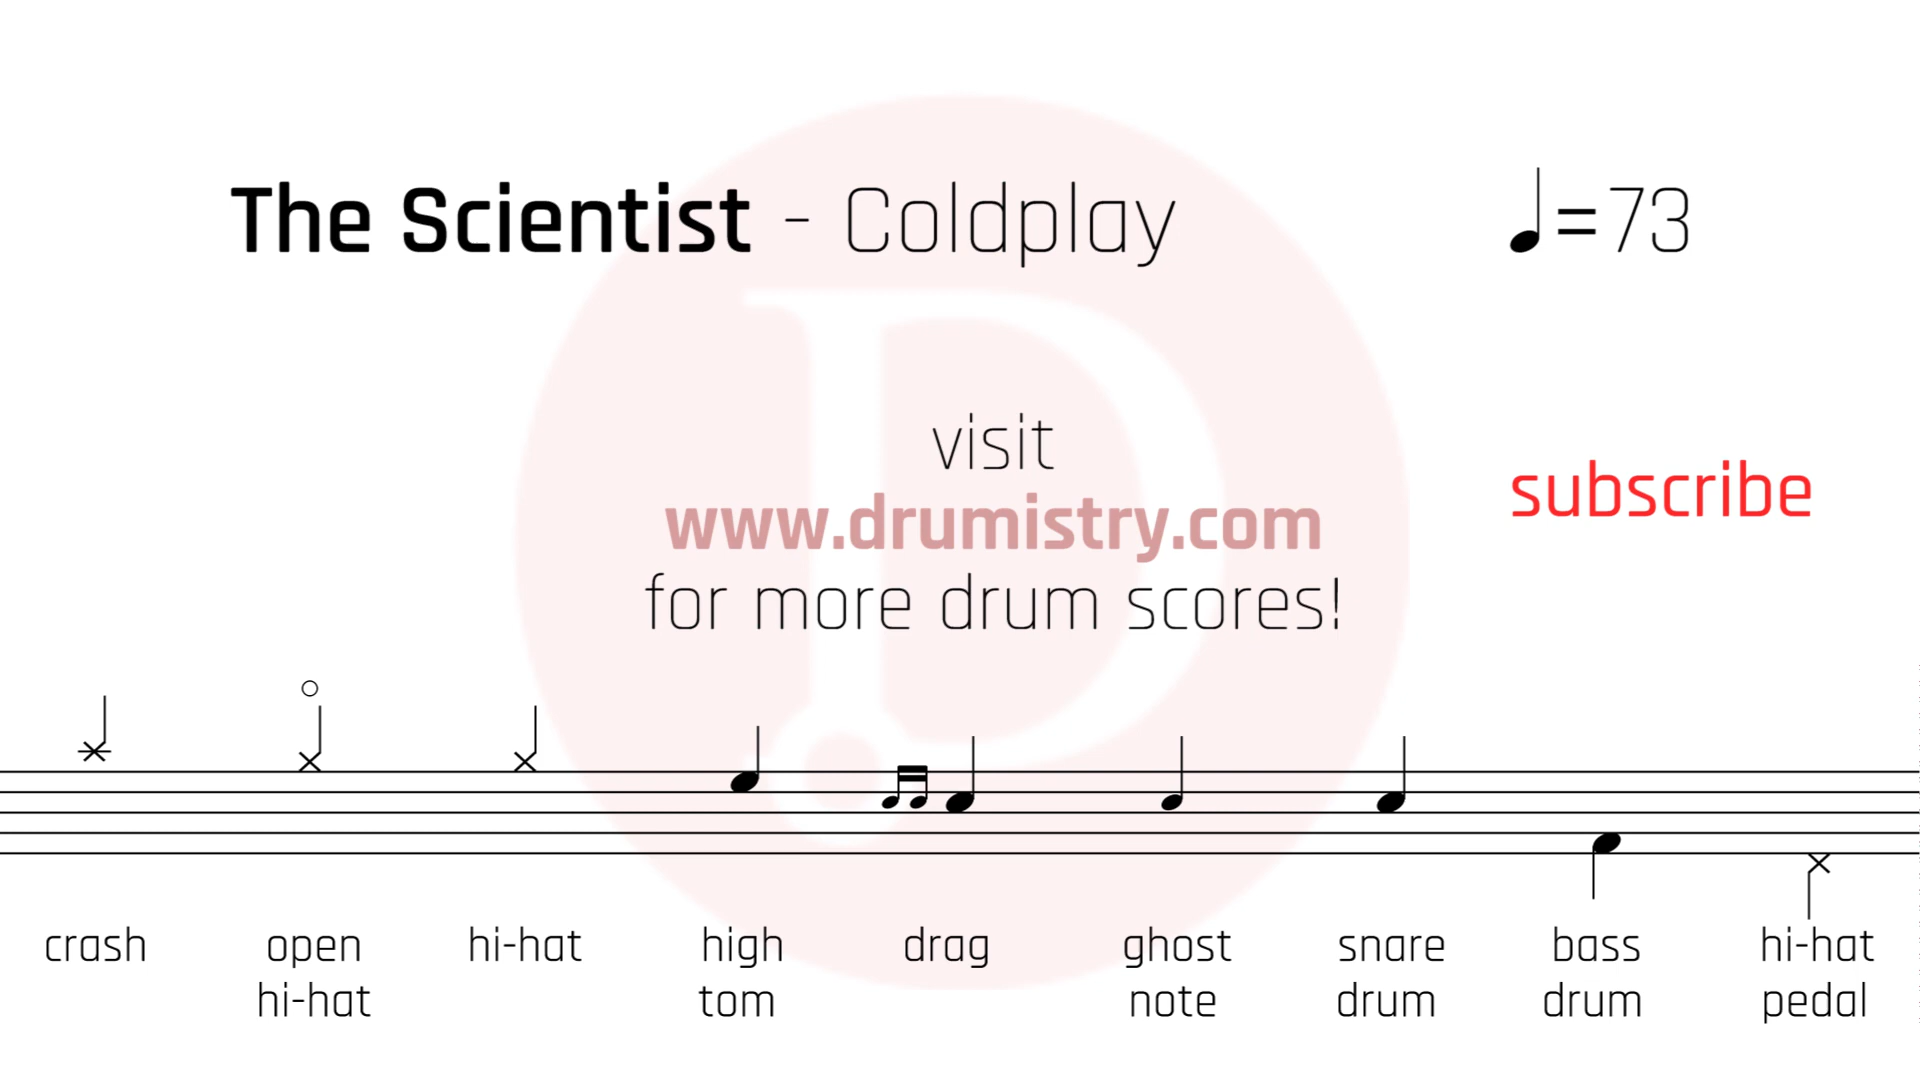 The Scientist - Coldplay
♩=73
visit
www.drumistry.com
for more drum scores!
subscribe
crash
open
hi-hat
hi-hat
high
tom
drag
ghost
note
snare
drum
bass
drum
hi-hat
pedal